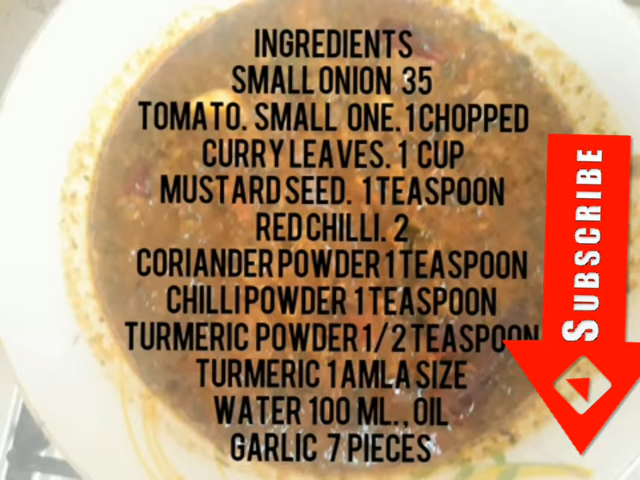 INGREDIENTS
SMALL ONION 35
TOMATO. SMALL ONE. 1 CHOPPED
CURRY LEAVES. 1 CUP
MUSTARD SEED. 1 TEASPOON
RED CHILLI. 2
CORIANDER POWDER 1 TEASPOON
CHILLI POWDER 1 TEASPOON
TURMERIC POWDER 1/2 TEASPOON
TURMERIC 1 AMLA SIZE
WATER 100 ML., OIL
GARLIC 7 PIECES
SUBSCRIBE